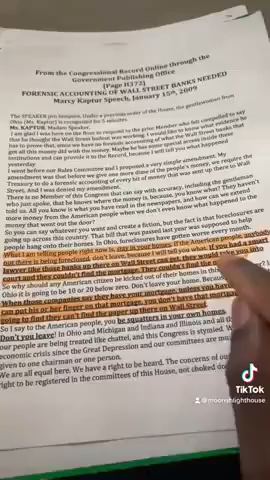 From the Congressional Record Online through the
Government Publishing Office
[Page H372]
FORENSIC ACCOUNTING OF WALL STREET BANKS NEEDED
Marcy Kaptur Speech, January 15th, 2009
The SPEAKER pro tempore. Under a previous order of the House, the gentlewoman from
Ohio (Ms. Kaptur) is recognized for 5 minutes.
Ms. KAPTUR. Madam Speaker,
I am glad I was here on the floor to respond to the prior Member who felt compelled to say
that he thought the Wall Street bailout was working. I would like to know what evidence he
has to prove that, since we have no forensic accounting of what the Wall Street banks that
got all this money did with the money. Maybe he has some special access inside those
institutions and can provide it to the Record, because I will tell you what happened
yesterday.
I went before our Rules Committee and I proposed a very simple amendment. My
amendment was that before we give one more dime of the people's money, we require the
Treasury to do a forensic accounting of every bit of money that was sent up there to Wall
Street. And I was denied my amendment.
There is no Member of this Congress that can say with accuracy, including the gentleman
who just spoke, that he knows where the money is, because, you know what? They haven't
told us. All you know is what you have read in the newspapers, and how can we extend
more money from the American people when we don't even know what happened to the
money that went out the door?
So you can say whatever you want and create a fiction, but the fact is that foreclosures are
going up across this country. That bill that was passed last year was supposed to help
people hang onto their homes. In Ohio, foreclosures have gotten worse every month.
What I am telling people right now is, stay in your home. If the American people, anybody
out there is being foreclosed, don't leave, because I will tell you what. If you had a smart
lawyer like those banks up there on Wall Street can get, they would take you into
court and they couldn't find the mortgage. They couldn't find the
So why should any American citizen be kicked out of their homes in this
Ohio it is going to be 10 or 20 below zero. Don't leave your home. Because
When those companies say they have your mortgage, unless you have
can put his or her finger on that mortgage, you don't have that mortgage
going to find they can't find the paper up there on Wall Street.
So I say to the American people, you be squatters in your own homes.
Don't you leave! In Ohio and Michigan and Indiana and Illinois and all
our people are being treated like chattel, and this Congress is stymied. W
economic crisis since the Great Depression and our committees are mu
given to one chairman or one person.
We are all equal here. We have a right to be heard. The concerns of ou
right to be registered in the committees of this House, not choked do
TikTok
@moonsblighthouse